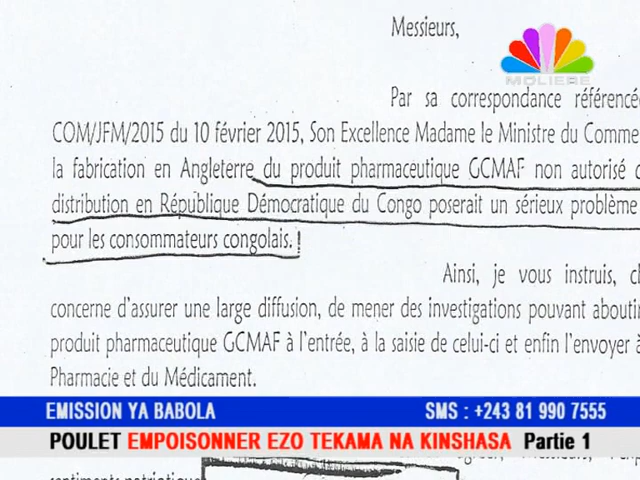 Messieurs,
MOLIERE
Par sa correspondance référencée
COM/JFM/2015 du 10 février 2015, Son Excellence Madame le Ministre du Comme
la fabrication en Angleterre du produit pharmaceutique GCMAF non autorisé
distribution en République Démocratique du Congo poserait un sérieux problème
pour les consommateurs congolais.
Ainsi, je vous instruis, c
concerne d'assurer une large diffusion, de mener des investigations pouvant aboutir
produit pharmaceutique GCMAF à l'entrée, à la saisie de celui-ci et enfin l'envoyer à
Pharmacie et du Médicament.
EMISSION YA BABOLA
SMS : +243 81 990 7555
POULET EMPOISONNER EZO TEKAMA NA KINSHASA Partie 1